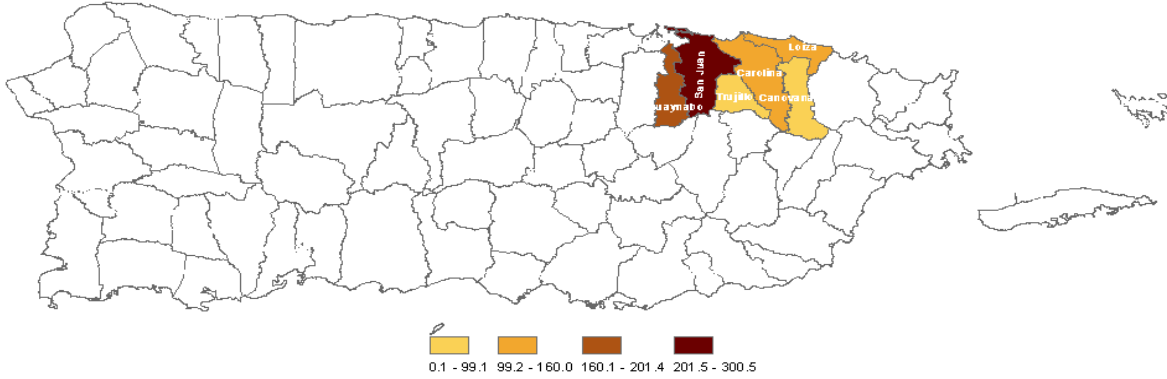 Loiza
San Juan
Carolina
Trujillo
Canovana
uaynabo
0.1 - 99.1 99.2 - 160.0 160.1 - 201.4 201.5 - 300.5